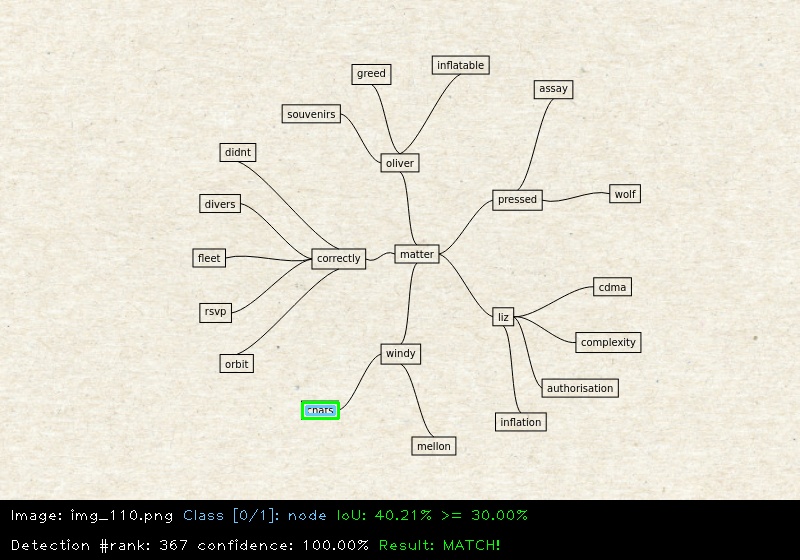 greed
inflatable
assay
souvenirs
didnt
oliver
pressed
wolf
divers
fleet
correctly
matter
cdma
rsvp
liz
complexity
orbit
windy
authorisation
inflation
mellon
Image: img_110.png Class [0/1]: node IoU: 40.21% >= 30.00%
Detection #rank: 367 confidence: 100.00% Result: MATCH!